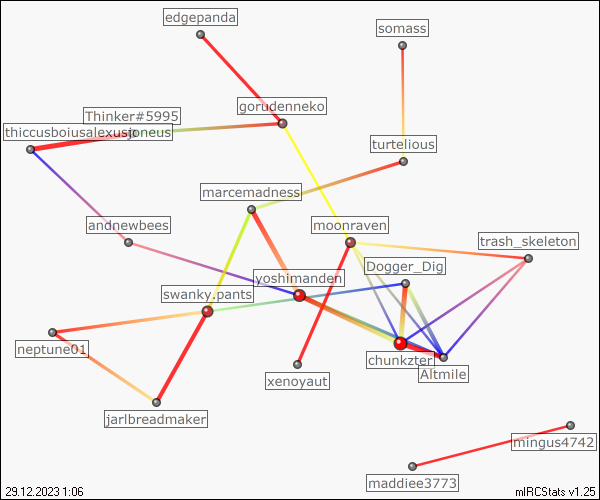 edgepanda
somass
gorudenneko
Thinker#5995
turtelious
marcemadness
andnewbees
moonraven
trash_skeleton
Dogger_Dig
yoshimanden
swanky.pants
neptune01
chunkzter
Altmile
xenoyaut
jarlbreadmaker
mingus4742
maddiee3773
29.12.2023 1:06
mIRCStats v1.25